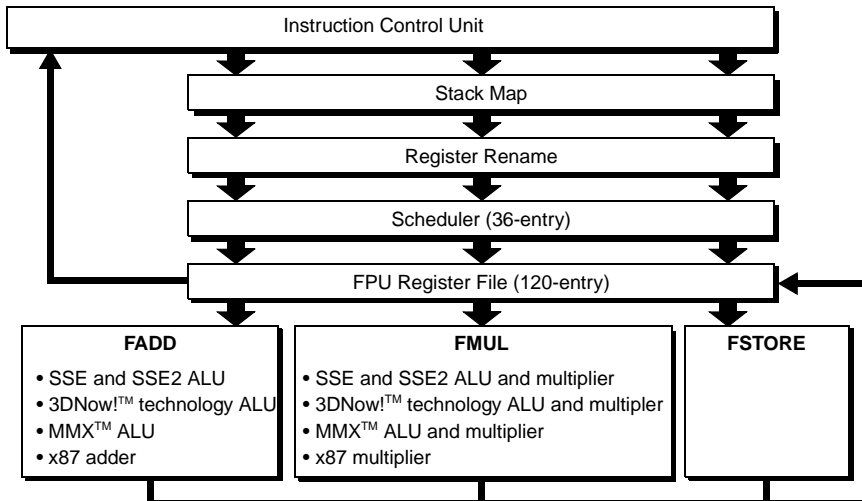 Instruction Control Unit
Stack Map
Register Rename
Scheduler (36-entry)
FPU Register File (120-entry)
FADD
• SSE and SSE2 ALU
• 3DNow!™ technology ALU
• MMX™ ALU
• x87 adder
FMUL
• SSE and SSE2 ALU and multiplier
• 3DNow!™ technology ALU and multipler
• MMX™ ALU and multiplier
• x87 multiplier
FSTORE